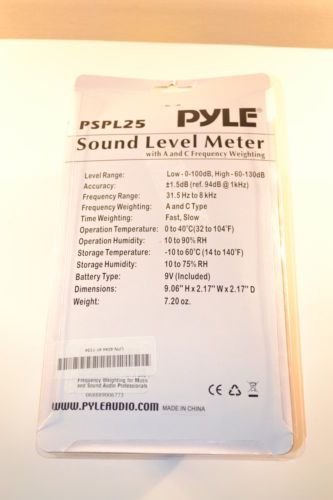 PSPL25 PYLE®
Sound Level Meter
with A and C Frequency Weighting
Level Range: Low - 0-100dB, High - 60-130dB
Accuracy: ±1.5dB (ref. 94dB @ 1kHz)
Frequency Range: 31.5 Hz to 8 kHz
Frequency Weighting: A and C Type
Time Weighting: Fast, Slow
Operation Temperature: 0 to 40°C(32 to 104°F)
Operation Humidity: 10 to 90% RH
Storage Temperature: -10 to 60°C (14 to 140°F)
Storage Humidity: 10 to 75% RH
Battery Type: 9V (Included)
Dimensions: 9.06" H x 2.17" W x 2.17" D
Weight: 7.20 oz.
Frequency Weighting for Music
and Sound Audio Professionals
068889006773
CE
WWW.PYLEAUDIO.COM MADE IN CHINA